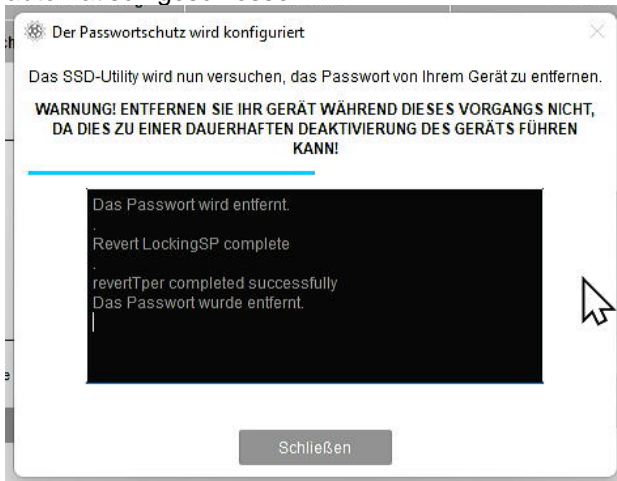 Der Passwortschutz wird konfiguriert
Das SSD-Utility wird nun versuchen, das Passwort von Ihrem Gerät zu entfernen.
WARNUNG! ENTFERNEN SIE IHR GERÄT WÄHREND DIESES VORGANGS NICHT,
DA DIES ZU EINER DAUERHAFTEN DEAKTIVIERUNG DES GERÄTS FÜHREN
KANN!
Das Passwort wird entfernt.
.
Revert LockingSP complete
.
revertTper completed successfully
Das Passwort wurde entfernt.
Schließen